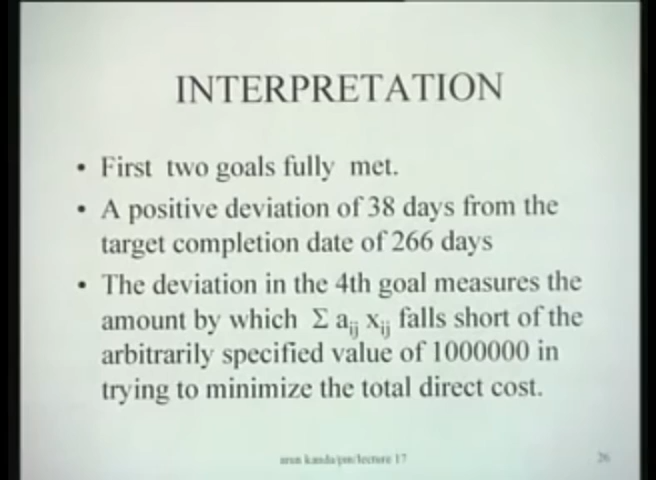 INTERPRETATION
• First two goals fully met.
• A positive deviation of 38 days from the
target completion date of 266 days
• The deviation in the 4th goal measures the
amount by which Σ aij xij falls short of the
arbitrarily specified value of 1000000 in
trying to minimize the total direct cost.
arun kanda/pm/lecture 17
26